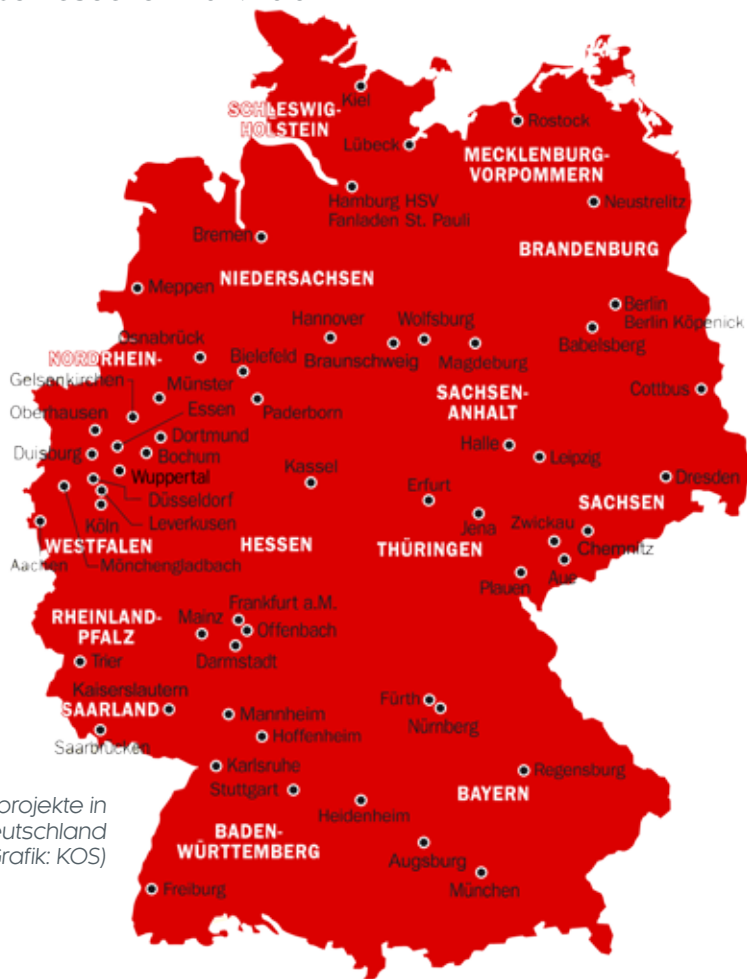 Kiel
SCHLESWIG-
HOLSTEIN
Rostock
Lübeck
MECKLENBURG-
VORPOMMERN
Hamburg HSV
Fanladen St. Pauli
Neustrelitz
Bremen
BRANDENBURG
NIEDERSACHSEN
Meppen
Berlin
Berlin Köpenick
Hannover
Wolfsburg
Babelsberg
Osnabrück
Bielefeld
Braunschweig
Magdeburg
NORDRHEIN-
Gelsenkirchen
Münster
Cottbus
SACHSEN-
ANHALT
Oberhausen
Essen
Paderborn
Dortmund
Halle
Duisburg
Bochum
Leipzig
Wuppertal
Kassel
Dresden
Düsseldorf
Erfurt
SACHSEN
Köln
Leverkusen
Jena
Zwickau
WESTFALEN
HESSEN
THÜRINGEN
Chemnitz
Aachen
Mönchengladbach
Aue
Plauen
RHEINLAND-
PFALZ
Frankfurt a.M.
Mainz
Offenbach
Trier
Darmstadt
Kaiserslautern
Fürth
SAARLAND
Mannheim
Nürnberg
Saarbrücken
Hoffenheim
Karlsruhe
Regensburg
Stuttgart
BAYERN
projekte in
eutschland
Grafik: KOS)
Heidenheim
BADEN-
WÜRTTEMBERG
Augsburg
München
Freiburg